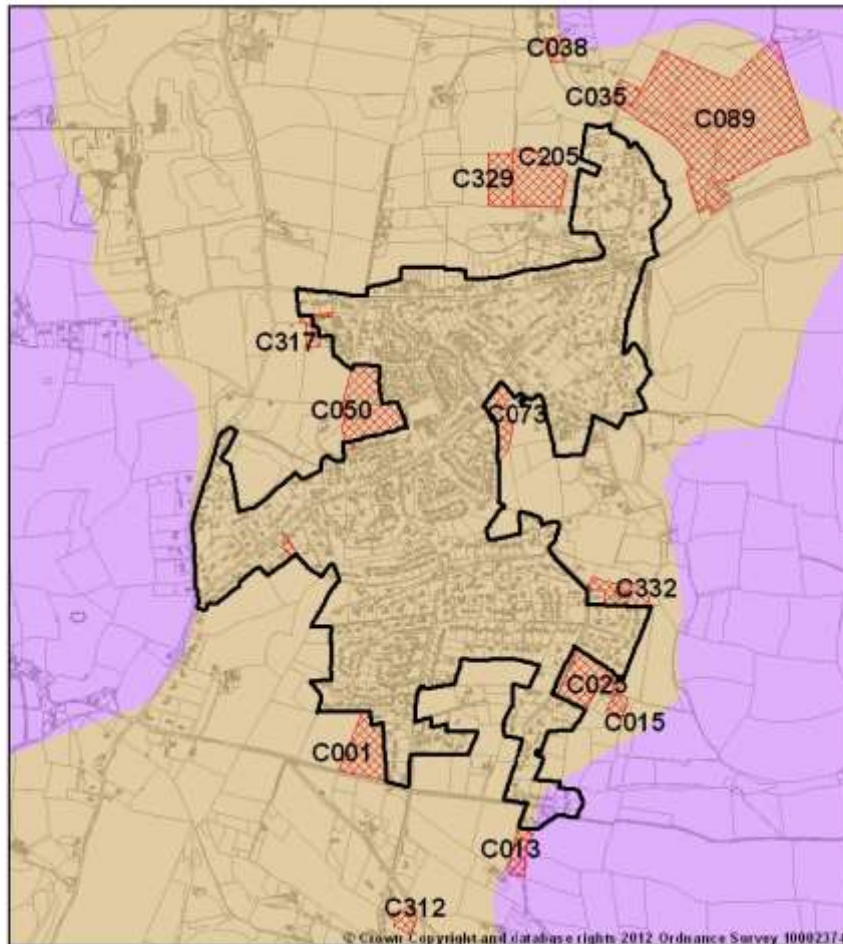 C038
C035
C089
C205
C329
C317
C050
C073
C332
C025
C015
C001
C013
C312
© Crown Copyright and database rights 2012 Ordnance Survey